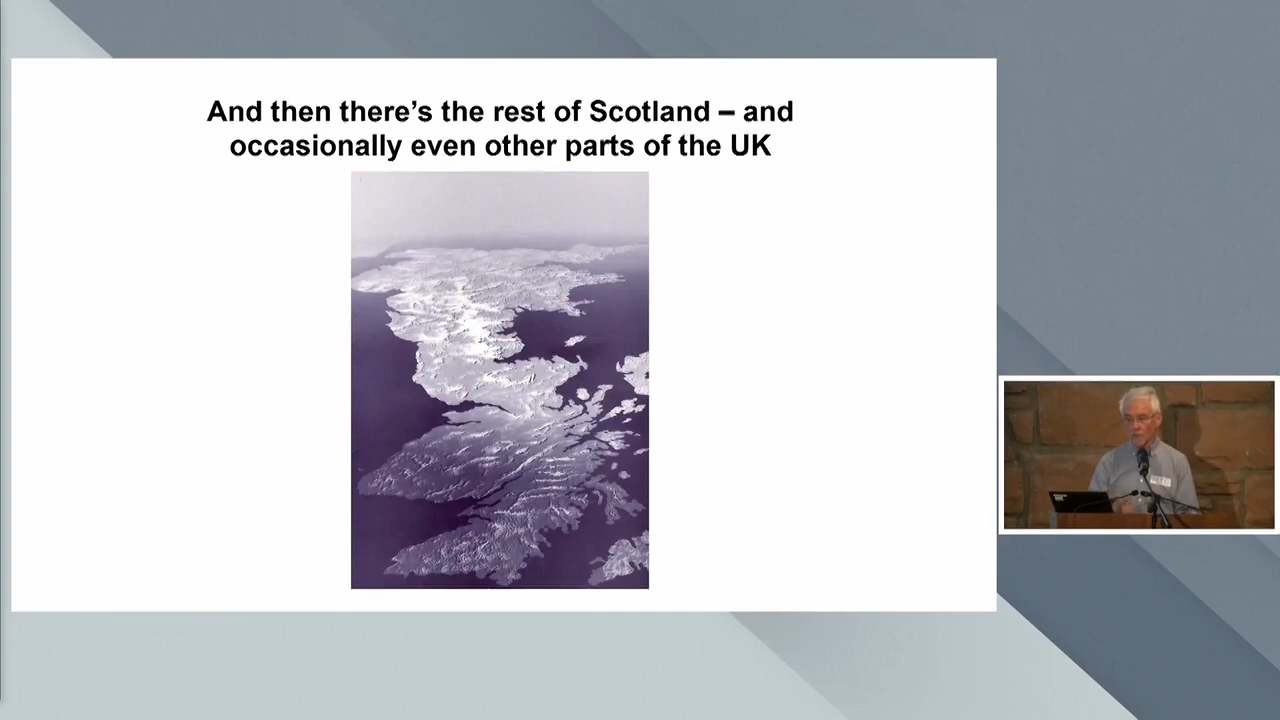 And then there’s the rest of Scotland – and
occasionally even other parts of the UK